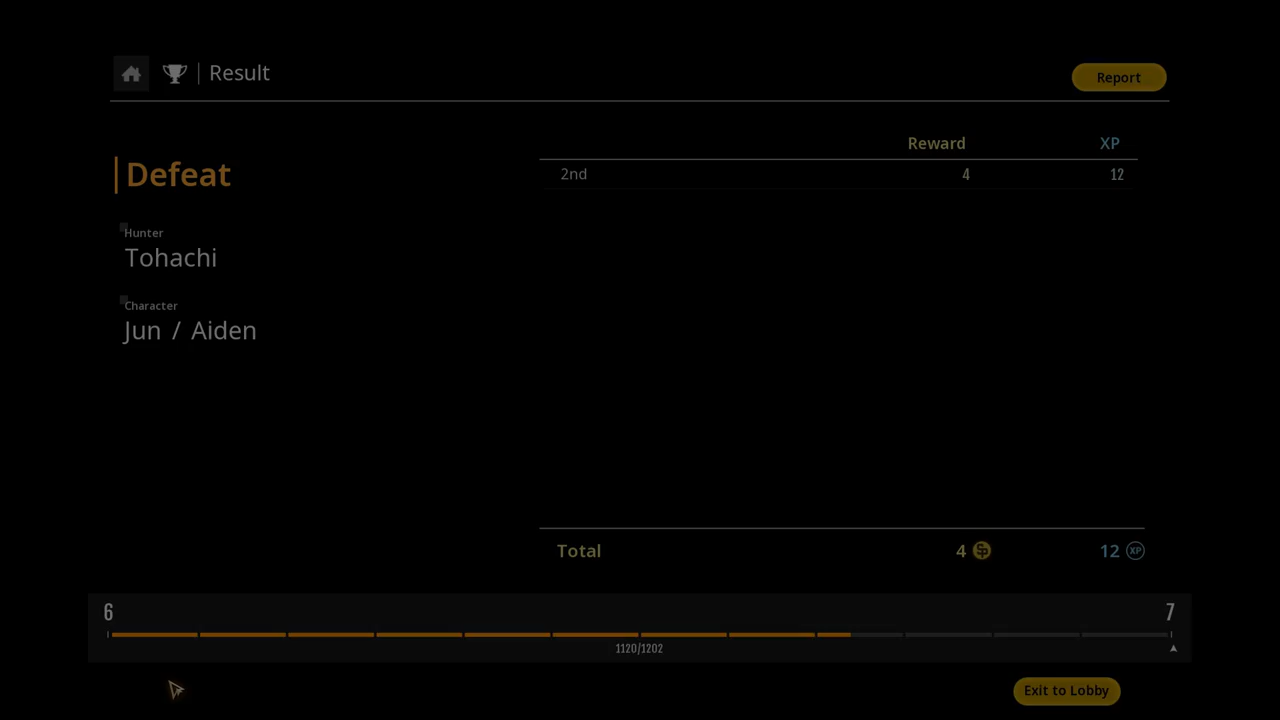 Result
Report
Defeat
Reward XP
2nd 4 12
Hunter
Tohachi
Character
Jun / Aiden
Total 4 12 XP
6 7
1120/1202
Exit to Lobby